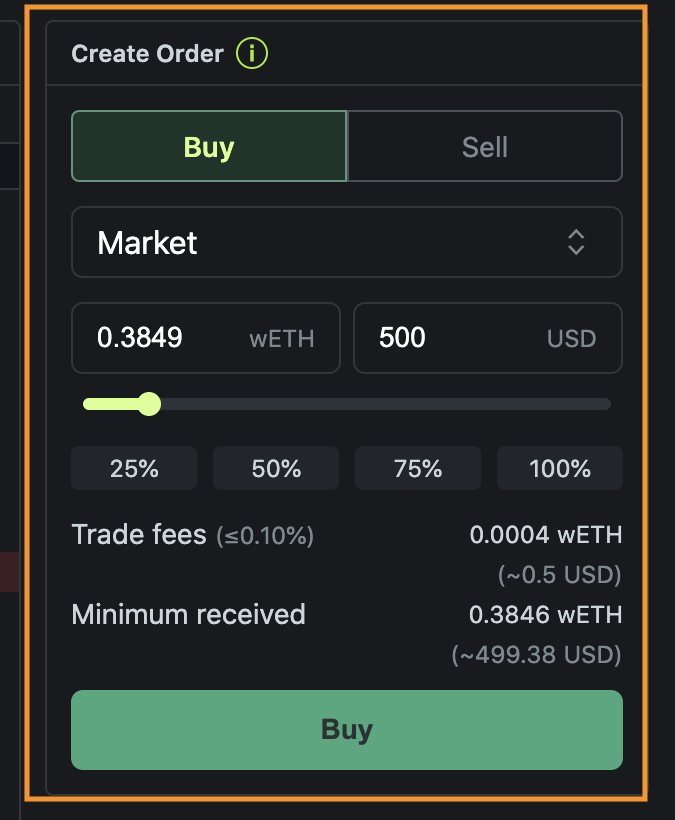 Create Order
Buy Sell
Market
0.3849 wETH 500 USD
25% 50% 75% 100%
Trade fees (≤0.10%) 0.0004 wETH
(~0.5 USD)
Minimum received 0.3846 wETH
(~499.38 USD)
Buy